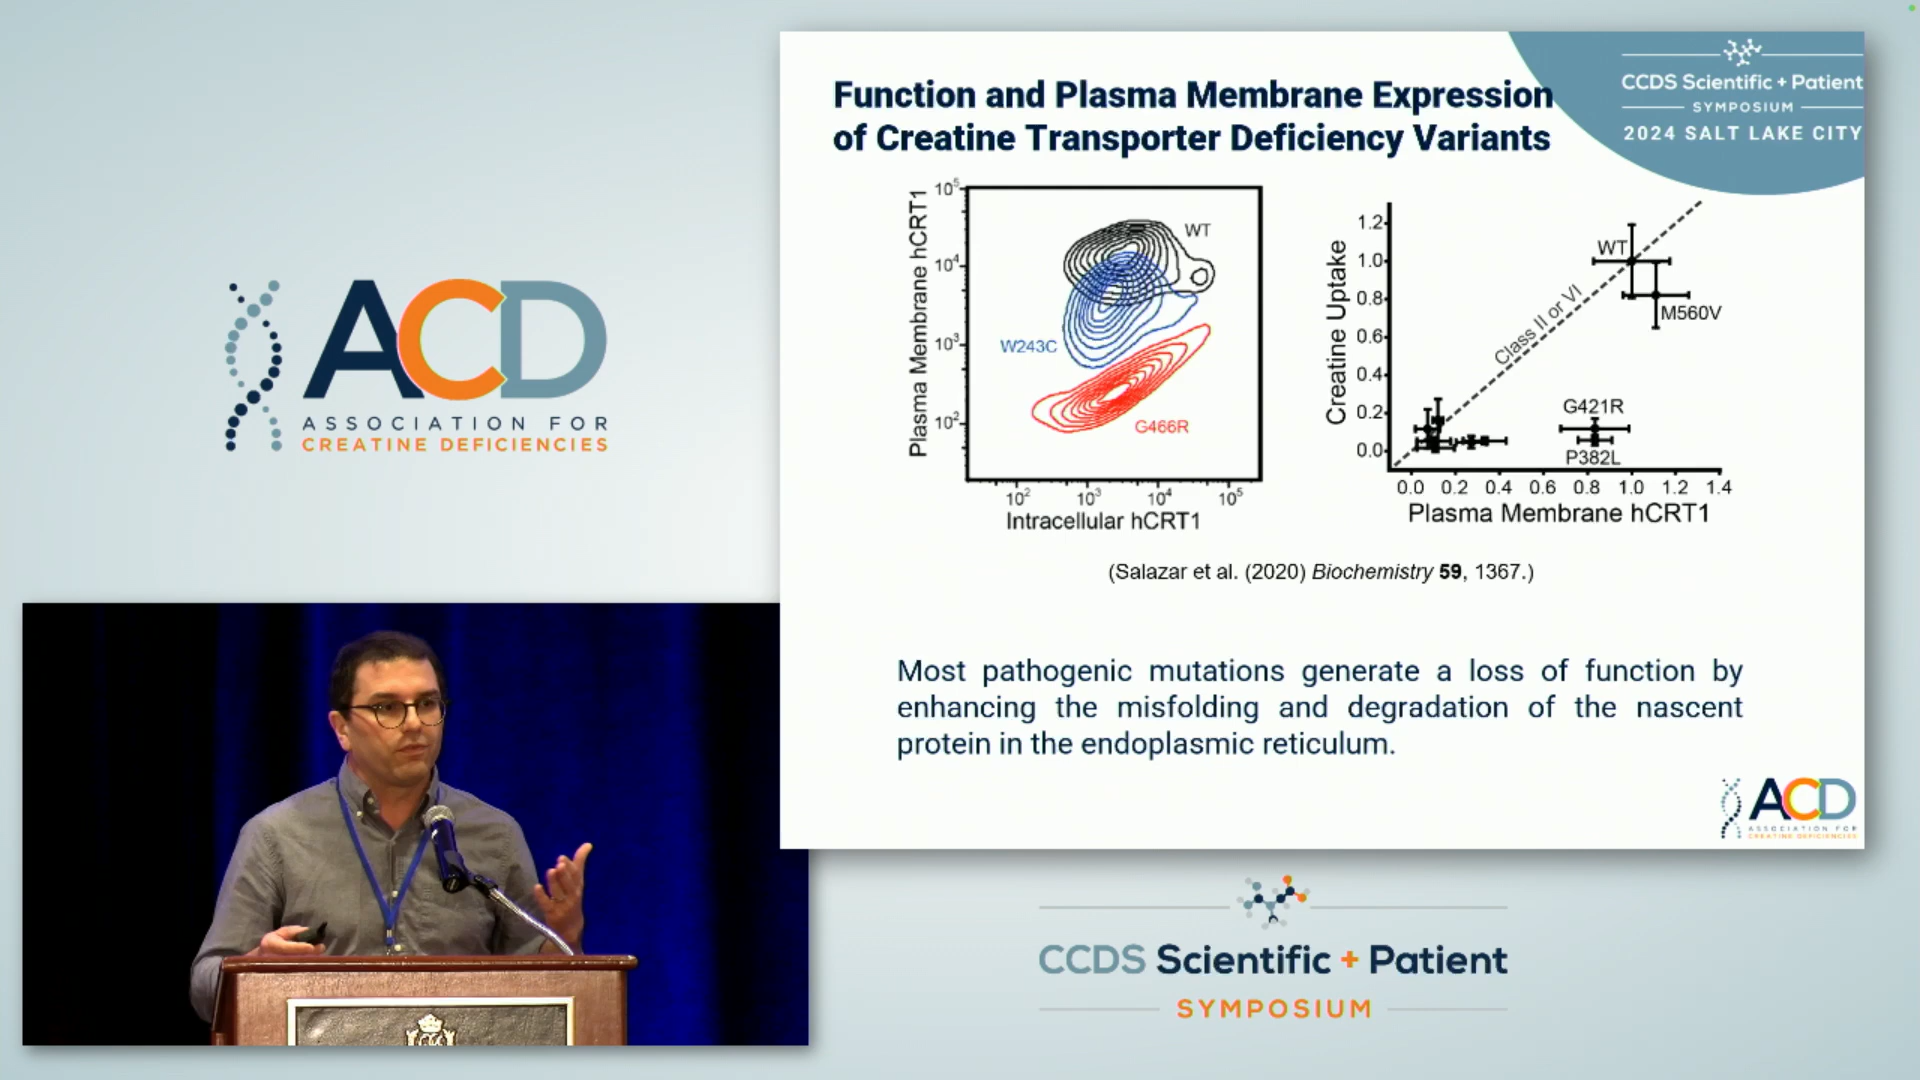 ACD
ASSOCIATION FOR
CREATINE DEFICIENCIES
Function and Plasma Membrane Expression
of Creatine Transporter Deficiency Variants
CCDS Scientific + Patient
SYMPOSIUM
2024 SALT LAKE CITY
Plasma Membrane hCRT1
10⁵
10⁴
10³
10²
WT
W243C
G466R
10² 10³ 10⁴ 10⁵
Intracellular hCRT1
Creatine Uptake
1.2
1.0
0.8
0.6
0.4
0.2
0.0
WT
M560V
Class II or VI
G421R
P382L
0.0 0.2 0.4 0.6 0.8 1.0 1.2 1.4
Plasma Membrane hCRT1
(Salazar et al. (2020) Biochemistry 59, 1367.)
Most pathogenic mutations generate a loss of function by
enhancing the misfolding and degradation of the nascent
protein in the endoplasmic reticulum.
ACD
ASSOCIATION FOR
CREATINE DEFICIENCIES
CCDS Scientific + Patient
SYMPOSIUM